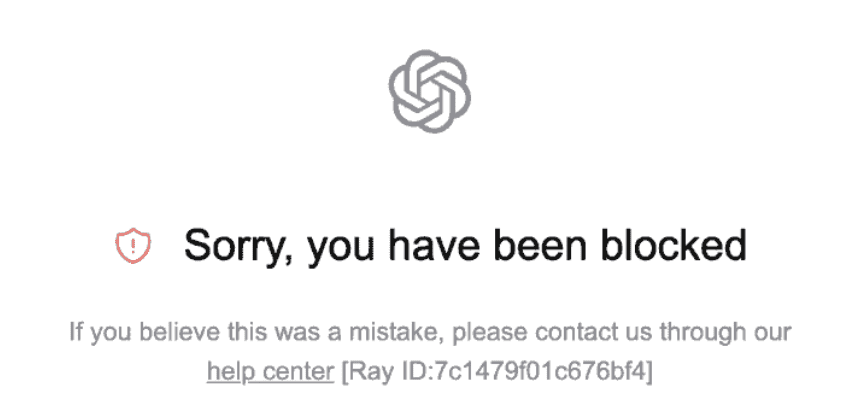 Sorry, you have been blocked
If you believe this was a mistake, please contact us through our
help center [Ray ID:7c1479f01c676bf4]